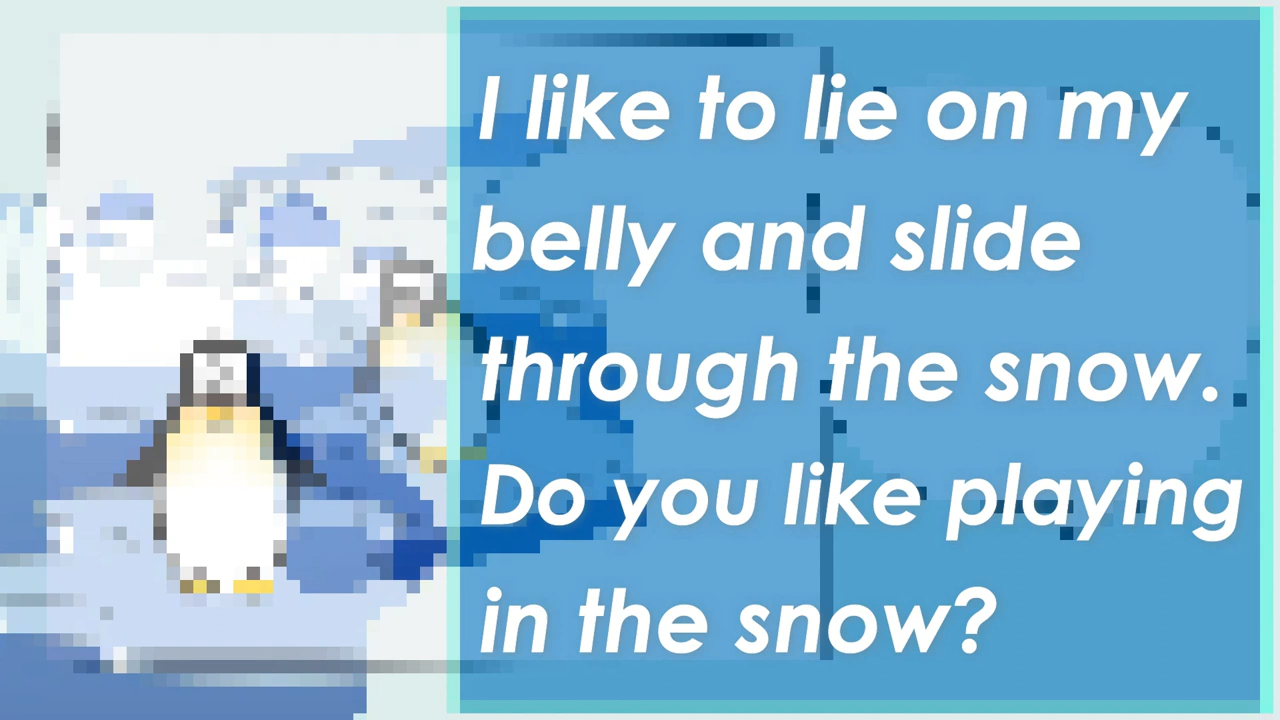 I like to lie on my
belly and slide
through the snow.
Do you like playing
in the snow?